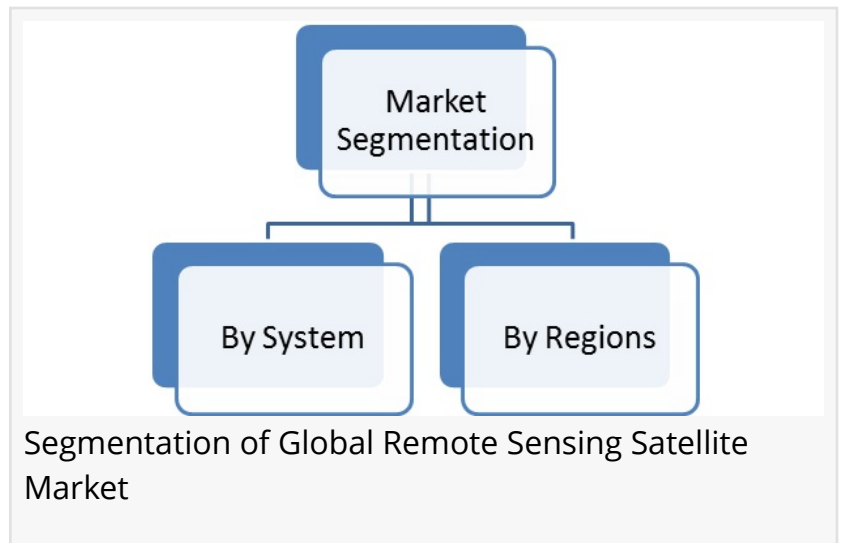 Market
Segmentation
By System
By Regions
Segmentation of Global Remote Sensing Satellite
Market